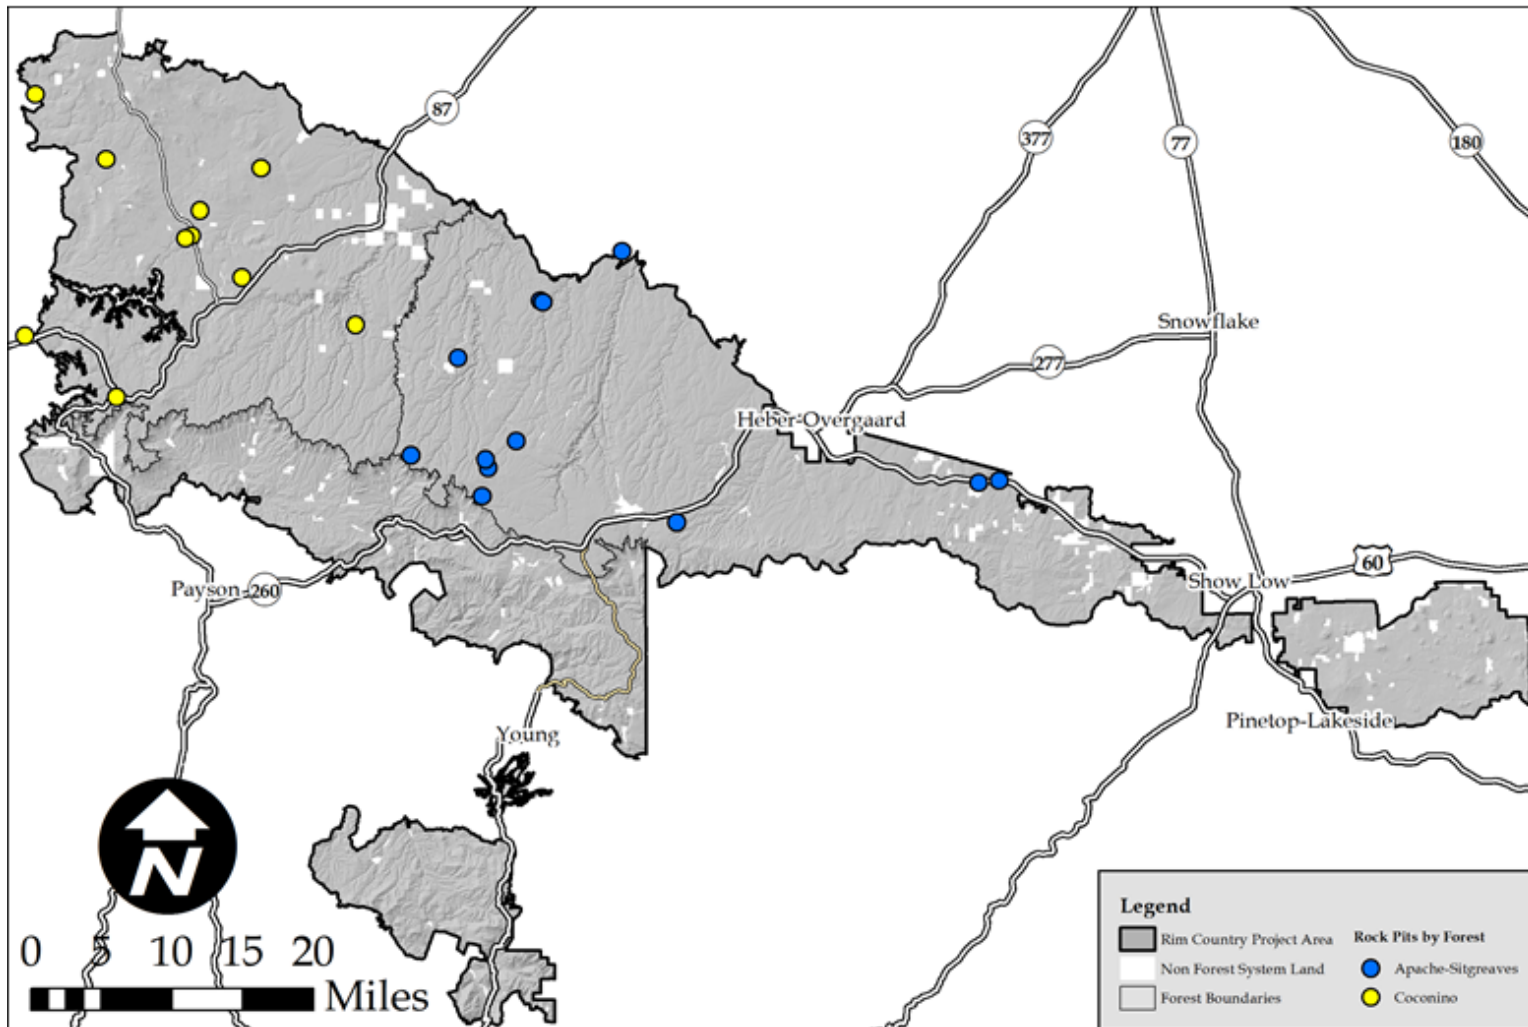 87
377
77
180
Snowflake
277
Heber-Overgaard
60
Show Low
Payson
260
Pinetop-Lakeside
Young
N
0 5 10 15 20
Miles
Legend
Rim Country Project Area
Non Forest System Land
Forest Boundaries
Rock Pits by Forest
Apache-Sitgreaves
Coconino